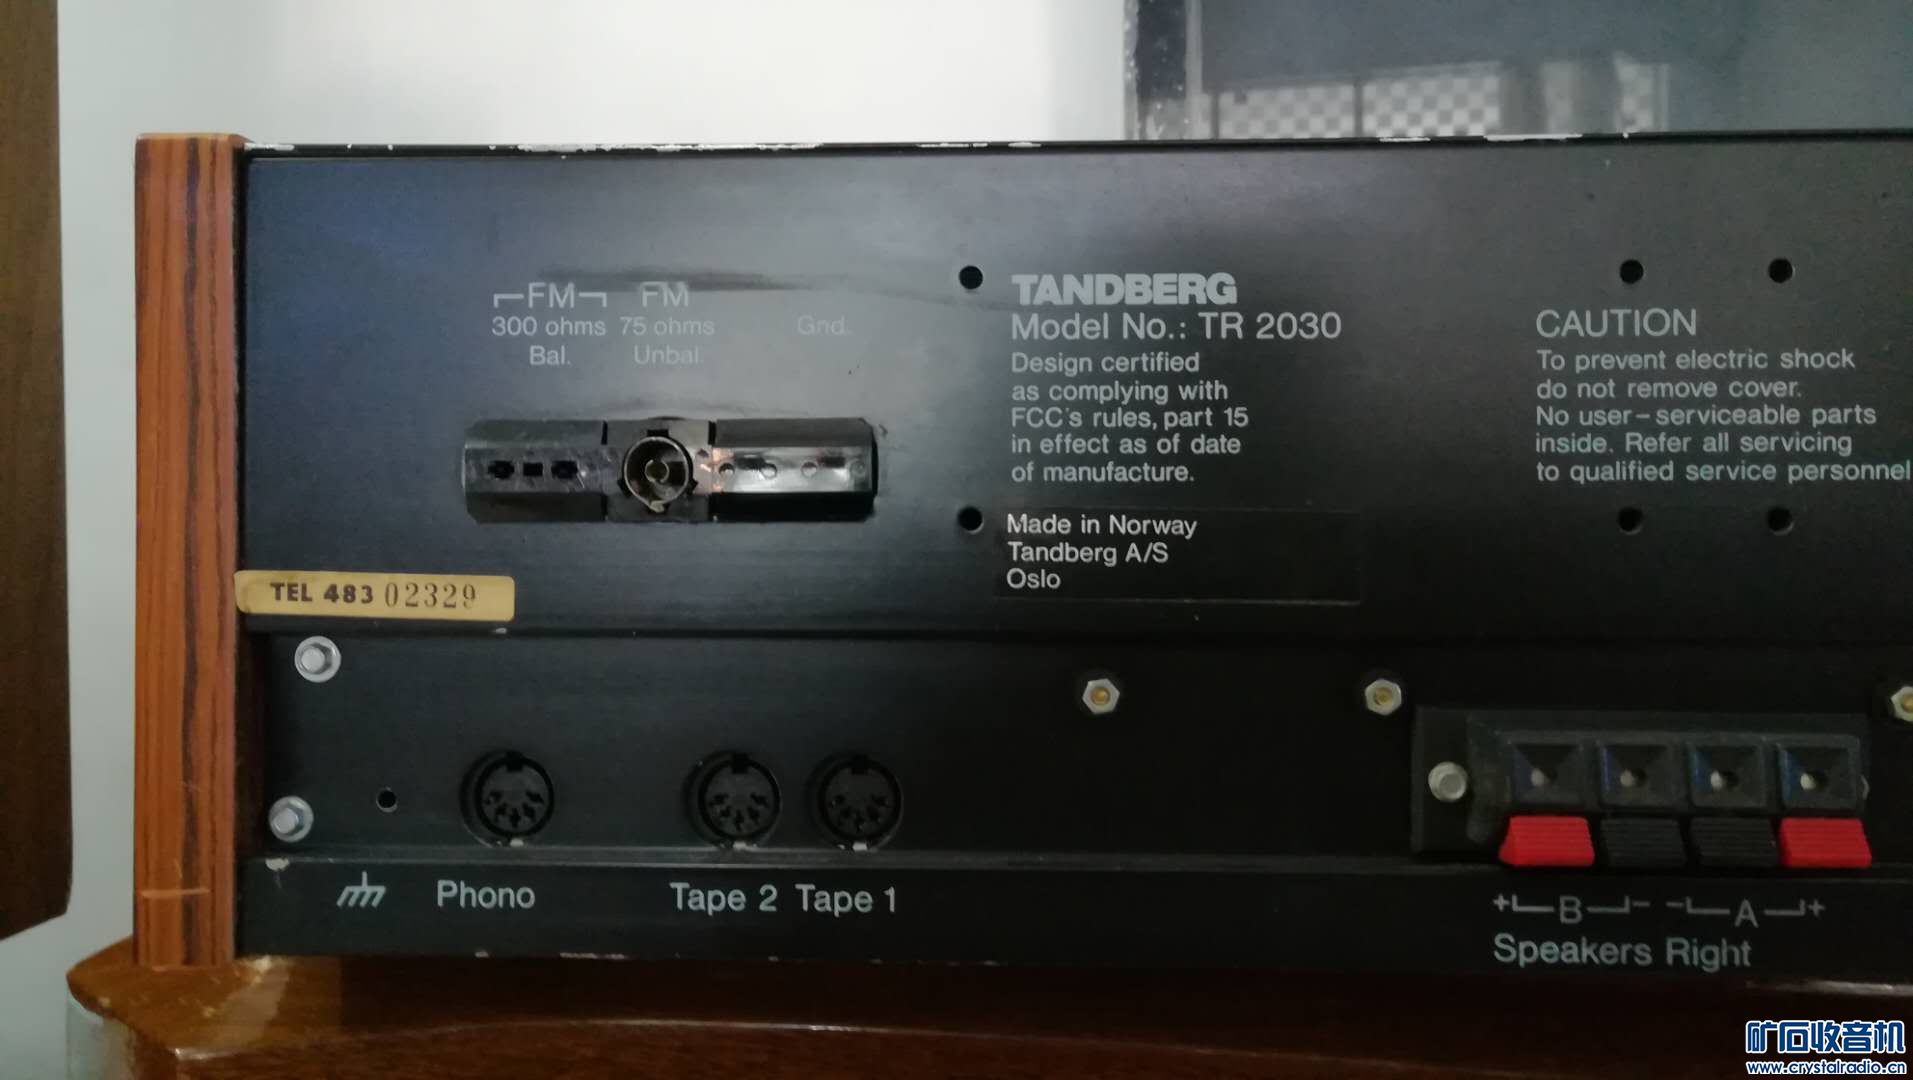 FM FM
300 ohms 75 ohms Gnd.
Bal. Unbal.
TANDBERG
Model No.: TR 2030
Design certified
as complying with
FCC's rules, part 15
in effect as of date
of manufacture.
Made in Norway
Tandberg A/S
Oslo
CAUTION
To prevent electric shock
do not remove cover.
No user-serviceable parts
inside. Refer all servicing
to qualified service personnel
TEL 483 02329
Phono Tape 2 Tape 1
+ B - - A +
Speakers Right
矿石收音机
www.crystalradio.cn